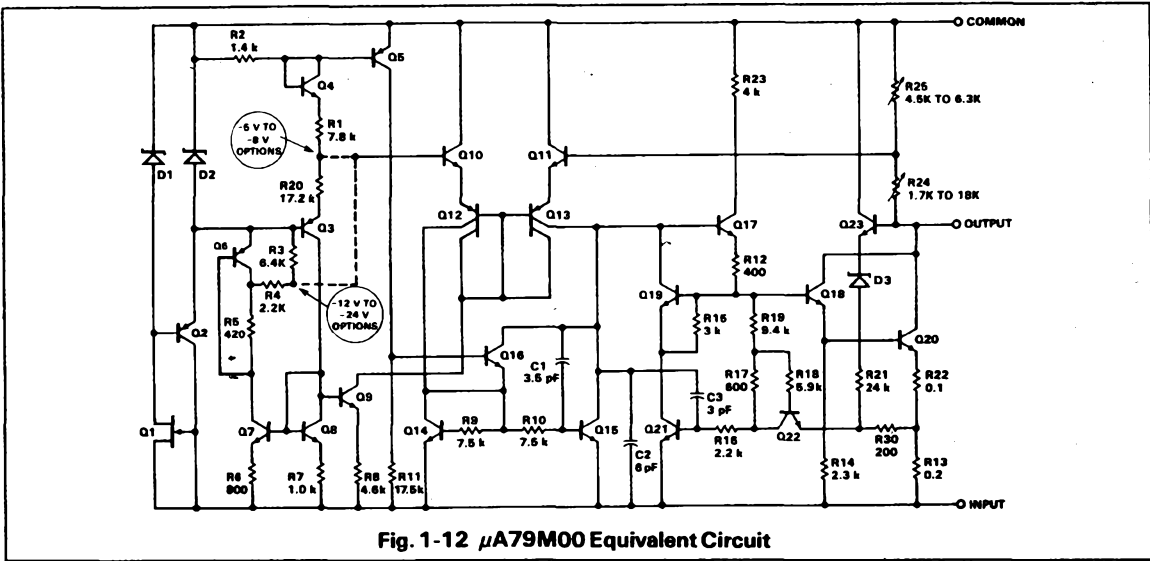 COMMON
R2
1.4 k
Q5
Q4
R23
4 k
R25
4.5K TO 6.3K
R1
7.8 k
-5 V TO
-8 V
OPTIONS
D1
D2
Q10
Q11
R20
17.2 k
R24
1.7K TO 18K
Q3
Q12
Q13
Q17
Q23
OUTPUT
Q6
R3
6.4K
R12
400
D3
R4
2.2K
-12 V TO
-24 V
OPTIONS
Q19
Q18
R5
420
Q2
R15
3 k
R19
9.4 k
Q20
Q16
C1
3.5 pF
R17
600
R18
5.9k
R21
24 k
R22
0.1
C3
3 pF
Q9
Q1
Q7
Q8
Q14
R9
7.5 k
R10
7.5 k
Q15
Q21
R16
2.2 k
Q22
R30
200
C2
6 pF
R6
800
R7
1.0 k
R8
4.6k
R11
17.5k
R14
2.3 k
R13
0.2
INPUT
Fig. 1-12 μA79M00 Equivalent Circuit